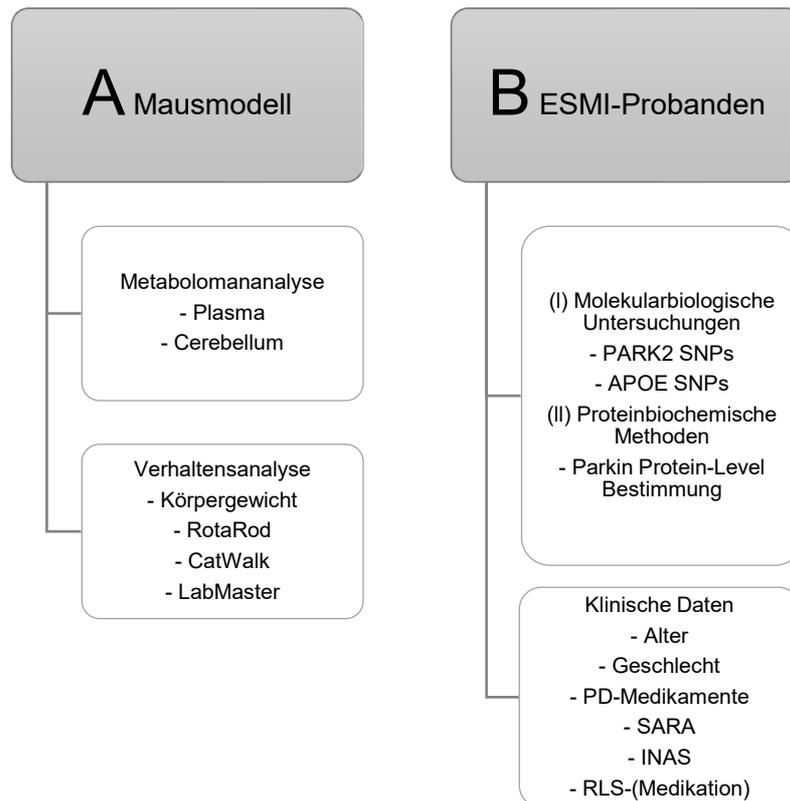 A Mausmodell
Metabolomananalyse
- Plasma
- Cerebellum
Verhaltensanalyse
- Körpergewicht
- RotaRod
- CatWalk
- LabMaster
B ESMI-Probanden
(I) Molekularbiologische
Untersuchungen
- PARK2 SNPs
- APOE SNPs
(II) Proteinbiochemische
Methoden
- Parkin Protein-Level
Bestimmung
Klinische Daten
- Alter
- Geschlecht
- PD-Medikamente
- SARA
- INAS
- RLS-(Medikation)